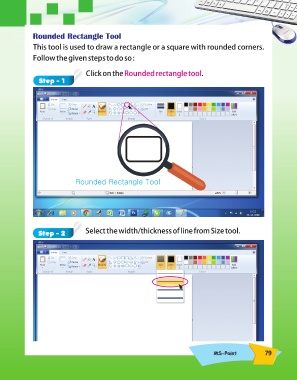 Rounded Rectangle Tool
This tool is used to draw a rectangle or a square with rounded corners.
Follow the given steps to do so :
Step - 1
Click on the Rounded rectangle tool.
Rounded Rectangle Tool
Step - 2
Select the width/thickness of line from Size tool.
MS-Paint 79